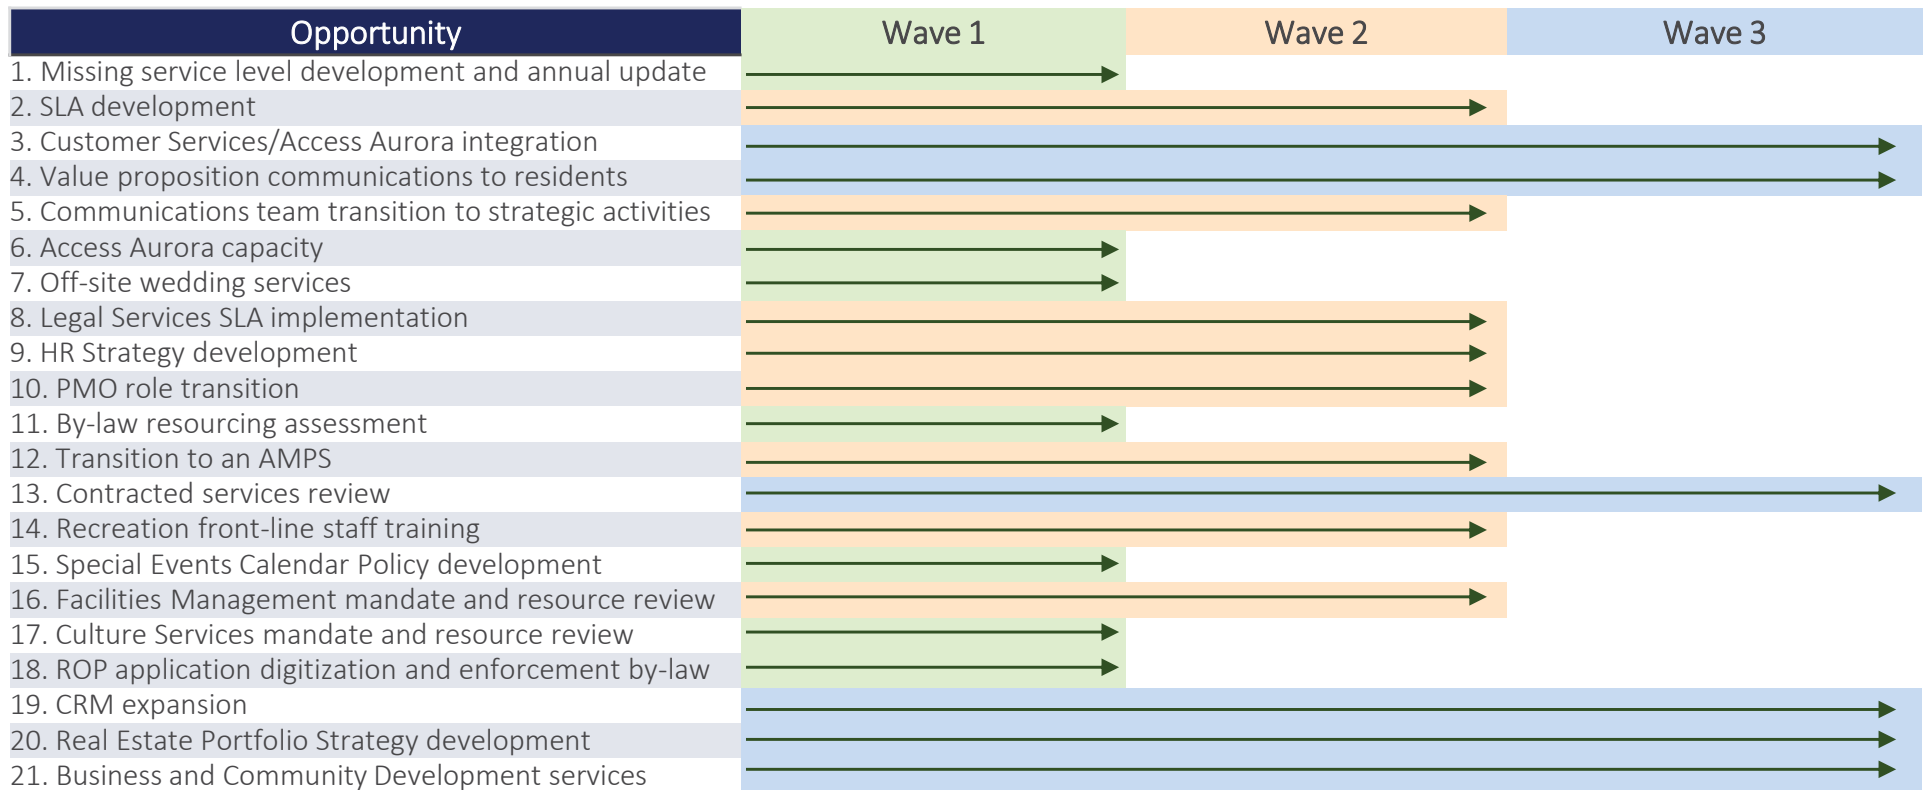 Opportunity Wave 1 Wave 2 Wave 3
1. Missing service level development and annual update
2. SLA development
3. Customer Services/Access Aurora integration
4. Value proposition communications to residents
5. Communications team transition to strategic activities
6. Access Aurora capacity
7. Off-site wedding services
8. Legal Services SLA implementation
9. HR Strategy development
10. PMO role transition
11. By-law resourcing assessment
12. Transition to an AMPS
13. Contracted services review
14. Recreation front-line staff training
15. Special Events Calendar Policy development
16. Facilities Management mandate and resource review
17. Culture Services mandate and resource review
18. ROP application digitization and enforcement by-law
19. CRM expansion
20. Real Estate Portfolio Strategy development
21. Business and Community Development services